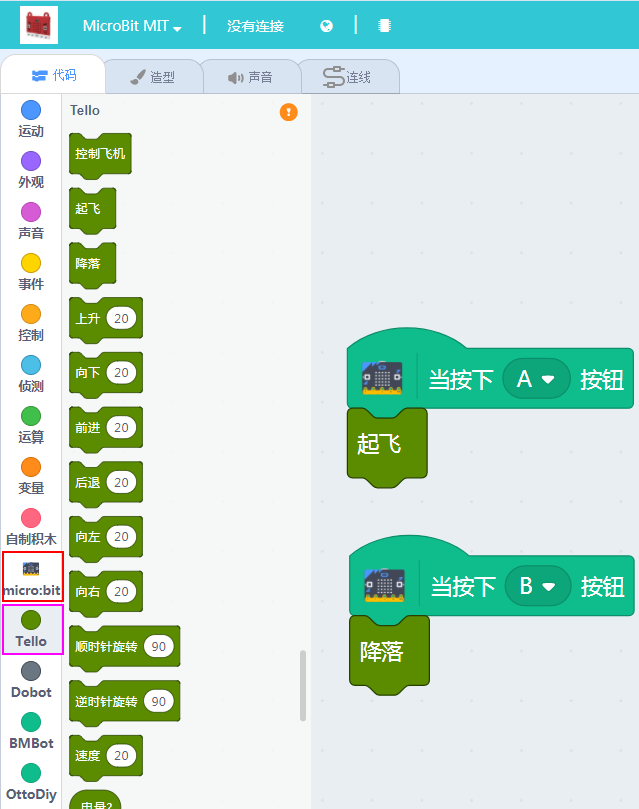 MicroBit MIT
没有连接
代码
造型
声音
连线
运动
外观
声音
事件
控制
侦测
运算
变量
自制积木
micro:bit
Tello
Dobot
BMBot
OttoDiy
Tello
控制飞机
起飞
降落
上升 20
向下 20
前进 20
后退 20
向左 20
向右 20
顺时针旋转 90
逆时针旋转 90
速度 20
电量?
当按下 A 按钮
起飞
当按下 B 按钮
降落